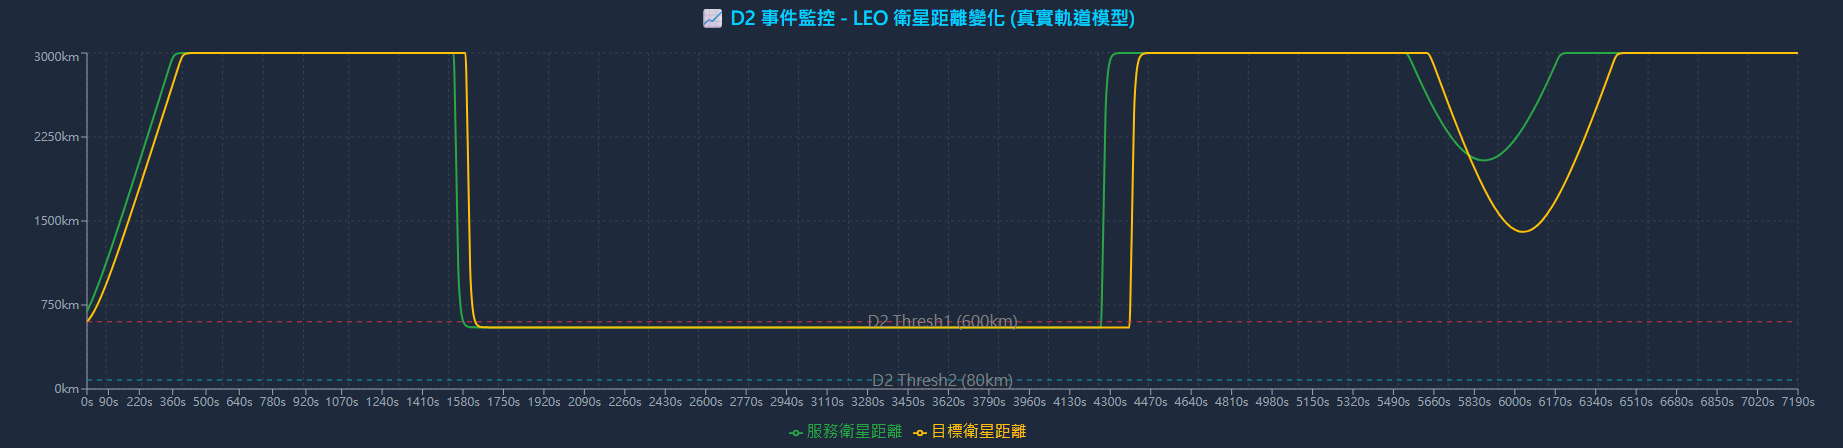 📈 D2 事件監控 - LEO 衛星距離變化 (真實軌道模型)
3000km
2250km
1500km
750km
D2 Thresh1 (600km)
D2 Thresh2 (80km)
0km
0s 90s 220s 360s 500s 640s 780s 920s 1070s 1240s 1410s 1580s 1750s 1920s 2090s 2260s 2430s 2600s 2770s 2940s 3110s 3280s 3450s 3620s 3790s 3960s 4130s 4300s 4470s 4640s 4810s 4980s 5150s 5320s 5490s 5660s 5830s 6000s 6170s 6340s 6510s 6680s 6850s 7020s 7190s
服務衛星距離 目標衛星距離